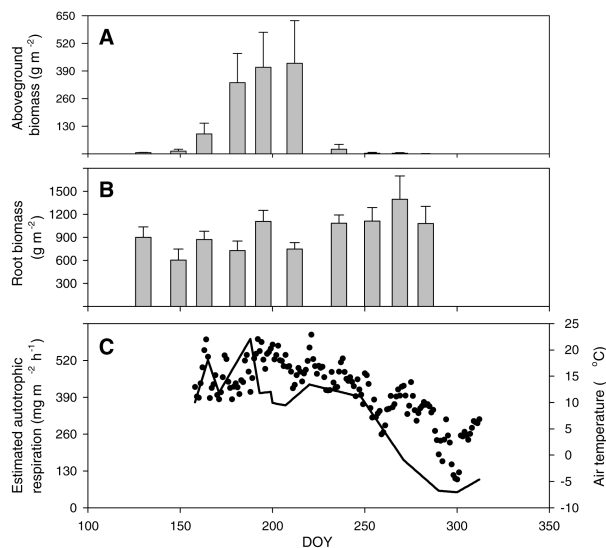 A
Aboveground
biomass (g m⁻²)
650
520
390
260
130
B
Root biomass
(g m⁻²)
1500
1200
900
600
300
C
Estimated autotrophic
respiration (mg m⁻² h⁻¹)
520
390
260
130
0
25
20
15
10
5
0
-5
-10
Air temperature (°C)
100
150
200
250
300
350
DOY